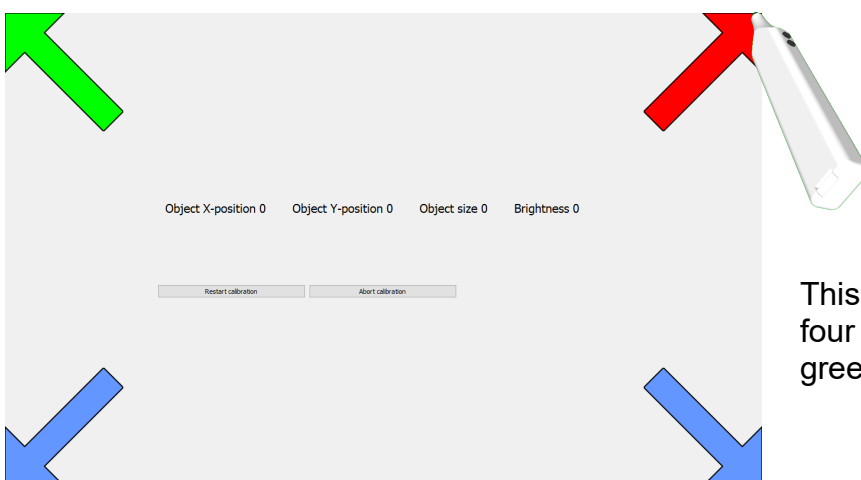 Object X-position 0 Object Y-position 0 Object size 0 Brightness 0
Restart calibration Abort calibration
This
four
gree